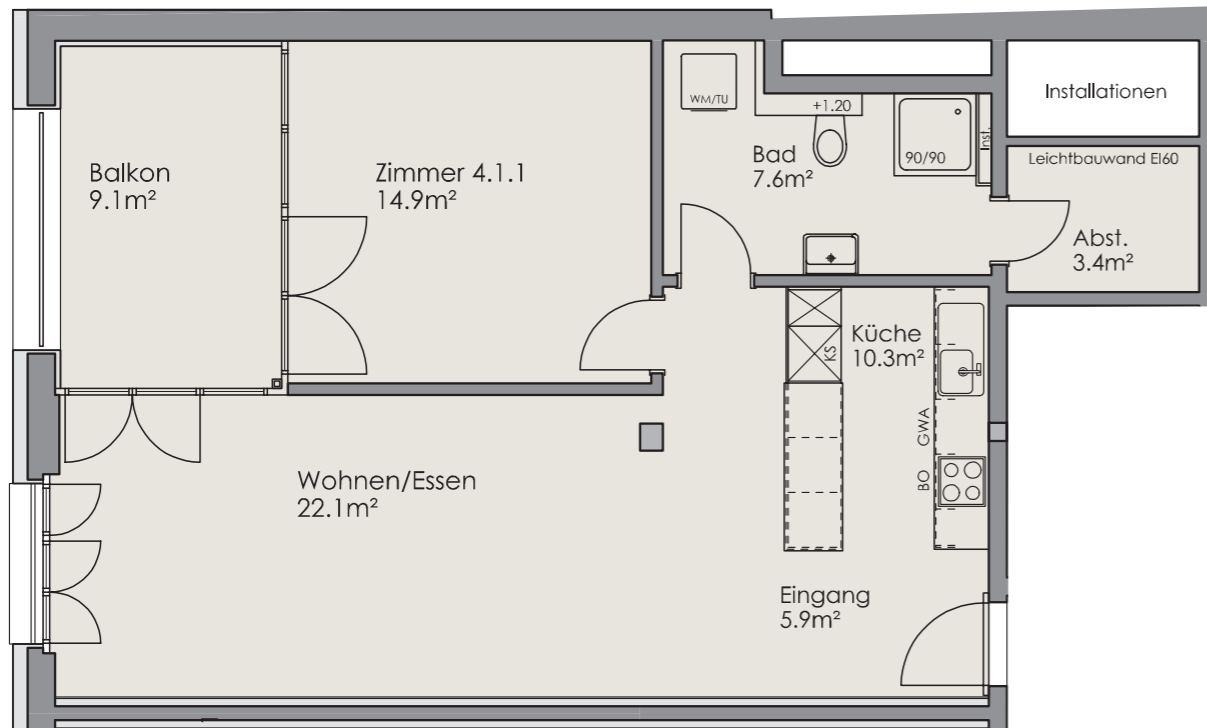 Installationen
WM/TU
+1.20
Inst.
Balkon
9.1m²
Zimmer 4.1.1
14.9m²
Bad
7.6m²
90/90
Leichtbauwand EI60
Abst.
3.4m²
Küche
10.3m²
KS
GWA
BO
Wohnen/Essen
22.1m²
Eingang
5.9m²